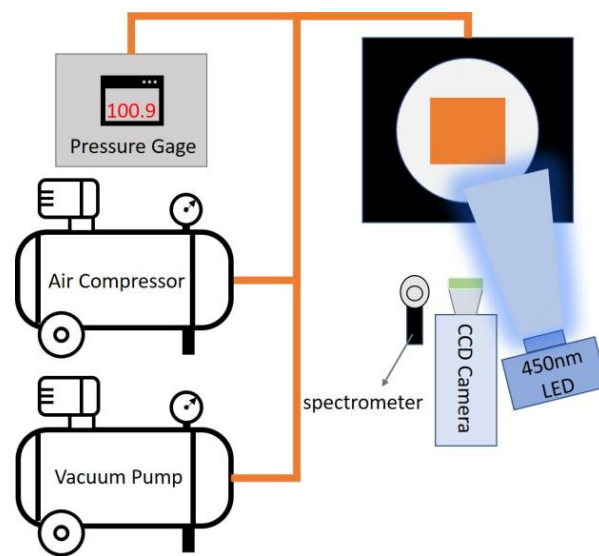 100.9
Pressure Gage
Air Compressor
Vacuum Pump
spectrometer
CCD Camera
450nm
LED